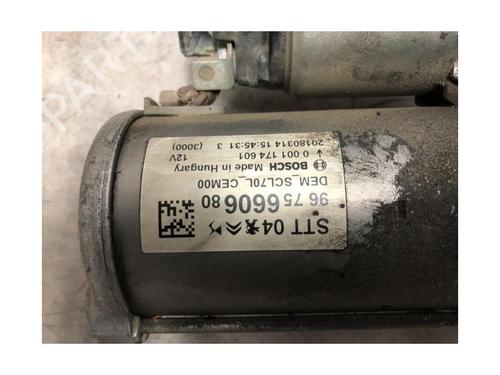 STT 04
96 75 6606 80
DEM_SCL70L_CEM00
BOSCH Made in Hungary
0 001 174 601
12V
20180314 15:45:31 3 (3000)